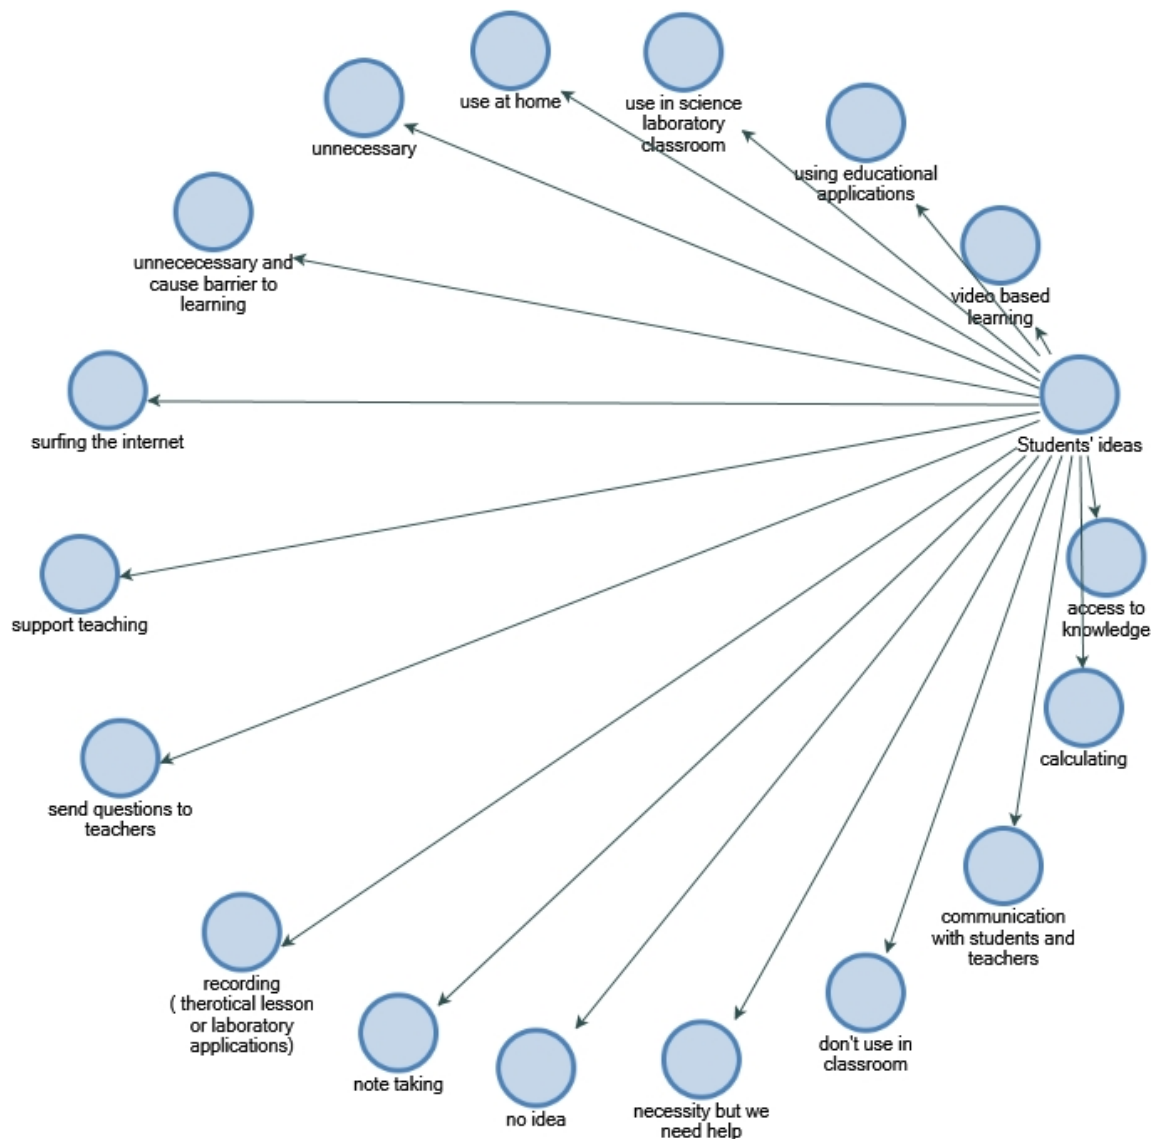 use at home
use in science
laboratory
classroom
unnecessary
using educational
applications
unnececessary and
cause barrier to
learning
video based
learning
surfing the internet
Students' ideas
support teaching
access to
knowledge
calculating
send questions to
teachers
communication
with students and
teachers
recording
( therotical lesson
or laboratory
applications)
don't use in
classroom
note taking
no idea
necessity but we
need help